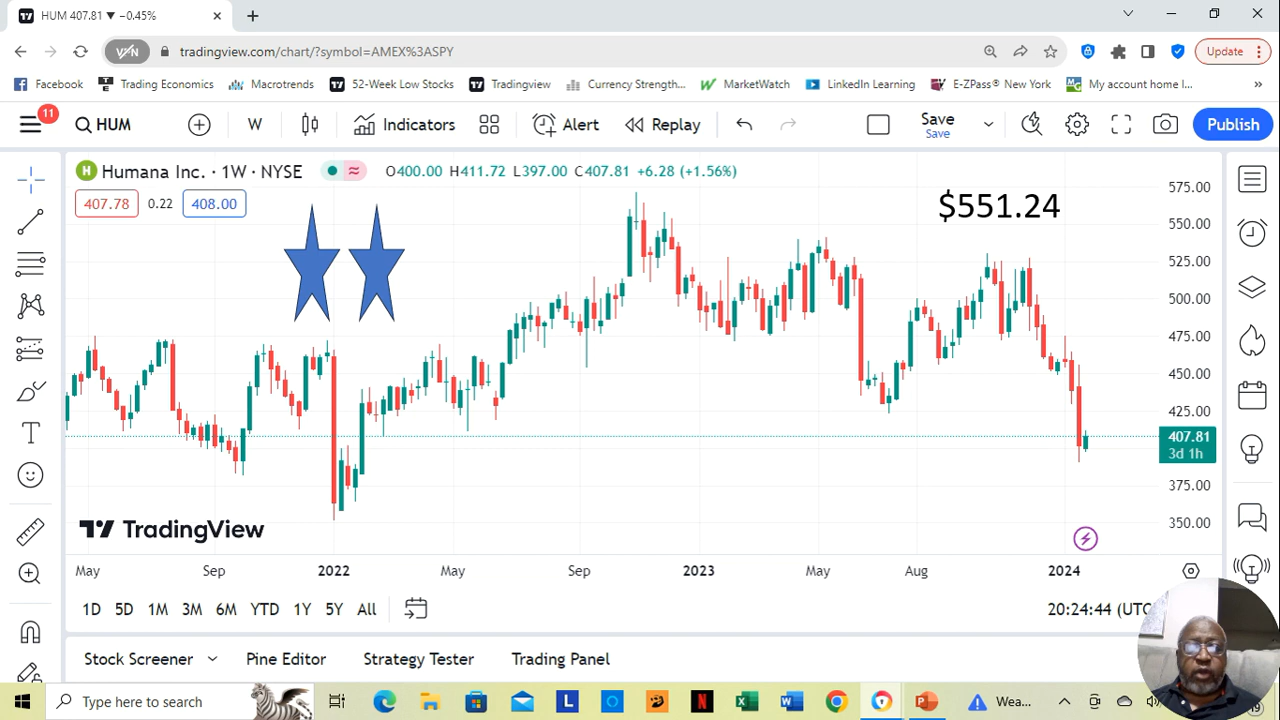 HUM 407.81 ▼ −0.45%
tradingview.com/chart/?symbol=AMEX%3ASPY
Update
Facebook
Trading Economics
Macrotrends
52-Week Low Stocks
Tradingview
Currency Strength...
MarketWatch
LinkedIn Learning
E-ZPass® New York
My account home l...
»
11
HUM
W
Indicators
Alert
Replay
Save
Save
Publish
H Humana Inc. · 1W · NYSE
O400.00 H411.72 L397.00 C407.81 +6.28 (+1.56%)
407.78 0.22 408.00
$551.24
575.00
550.00
525.00
500.00
475.00
450.00
425.00
407.81
3d 1h
375.00
350.00
TradingView
May Sep 2022 May Sep 2023 May Aug 2024
1D 5D 1M 3M 6M YTD 1Y 5Y All
20:24:44 (UTC
Stock Screener Pine Editor Strategy Tester Trading Panel
Type here to search
Wea...